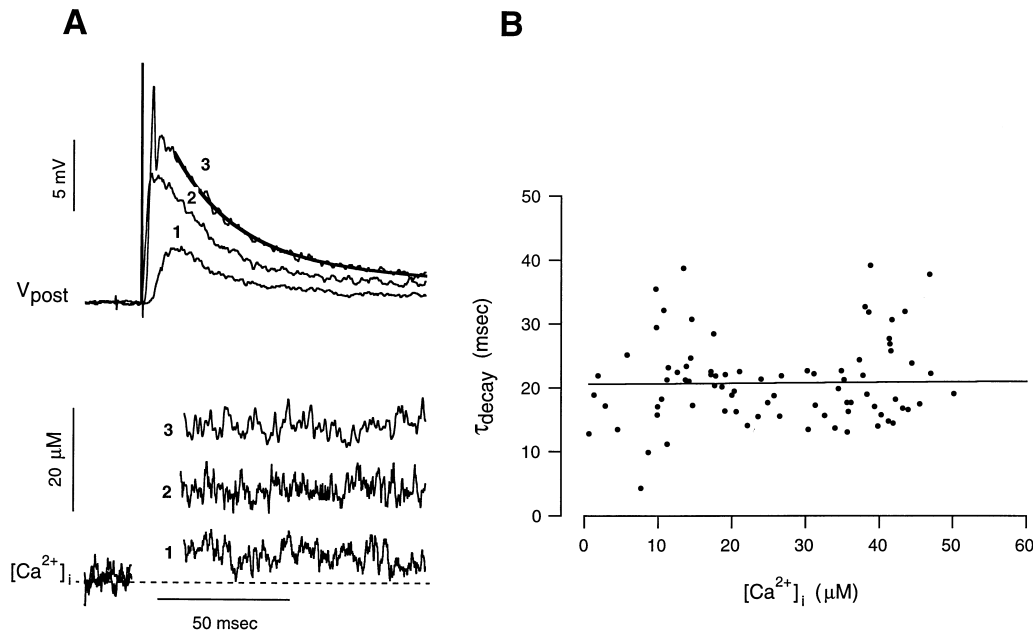 A
5 mV
3
2
1
Vpost
20 μM
3
2
1
[Ca2+]i
50 msec
B
50
40
30
20
10
0
τdecay (msec)
0 10 20 30 40 50 60
[Ca2+]i (μM)